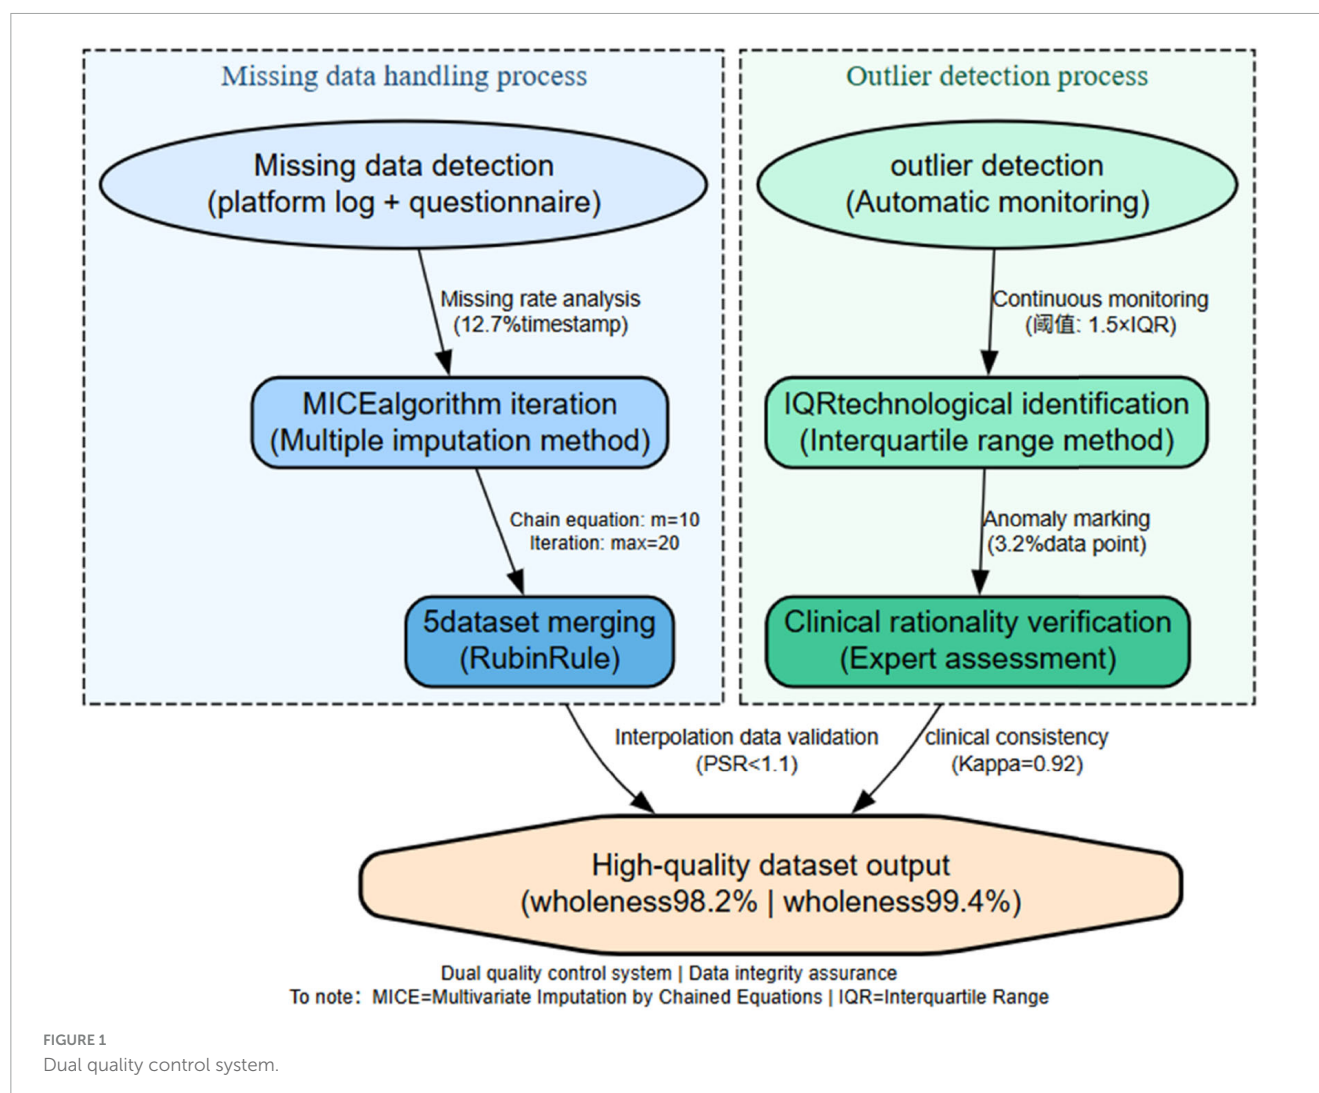 Missing data handling process
Missing data detection
(platform log + questionnaire)
Missing rate analysis
(12.7%timestamp)
MICEalgorithm iteration
(Multiple imputation method)
Chain equation: m=10
Iteration: max=20
5dataset merging
(RubinRule)
Outlier detection process
outlier detection
(Automatic monitoring)
Continuous monitoring
(阈值: 1.5×IQR)
IQRtechnological identification
(Interquartile range method)
Anomaly marking
(3.2%data point)
Clinical rationality verification
(Expert assessment)
Interpolation data validation
(PSR<1.1)
clinical consistency
(Kappa=0.92)
High-quality dataset output
(wholeness98.2% | wholeness99.4%)
Dual quality control system | Data integrity assurance
To note：MICE=Multivariate Imputation by Chained Equations | IQR=Interquartile Range
FIGURE 1
Dual quality control system.